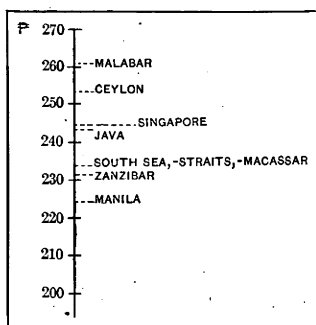 P 270
MALABAR
260
CEYLON
250
SINGAPORE
240
JAVA
SOUTH SEA,-STRAITS,-MACASSAR
230
ZANZIBAR
MANILA
220
210
200